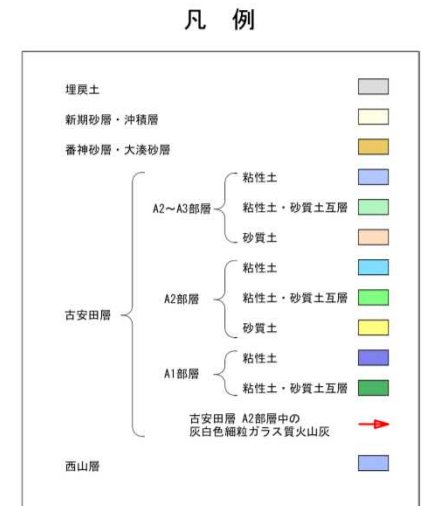 凡 例
埋戻土
新期砂層・沖積層
番神砂層・大湊砂層
古安田層
A2～A3部層
粘性土
粘性土・砂質土互層
砂質土
A2部層
粘性土
粘性土・砂質土互層
砂質土
A1部層
粘性土
粘性土・砂質土互層
古安田層 A2部層中の
灰白色細粒ガラス質火山灰
西山層